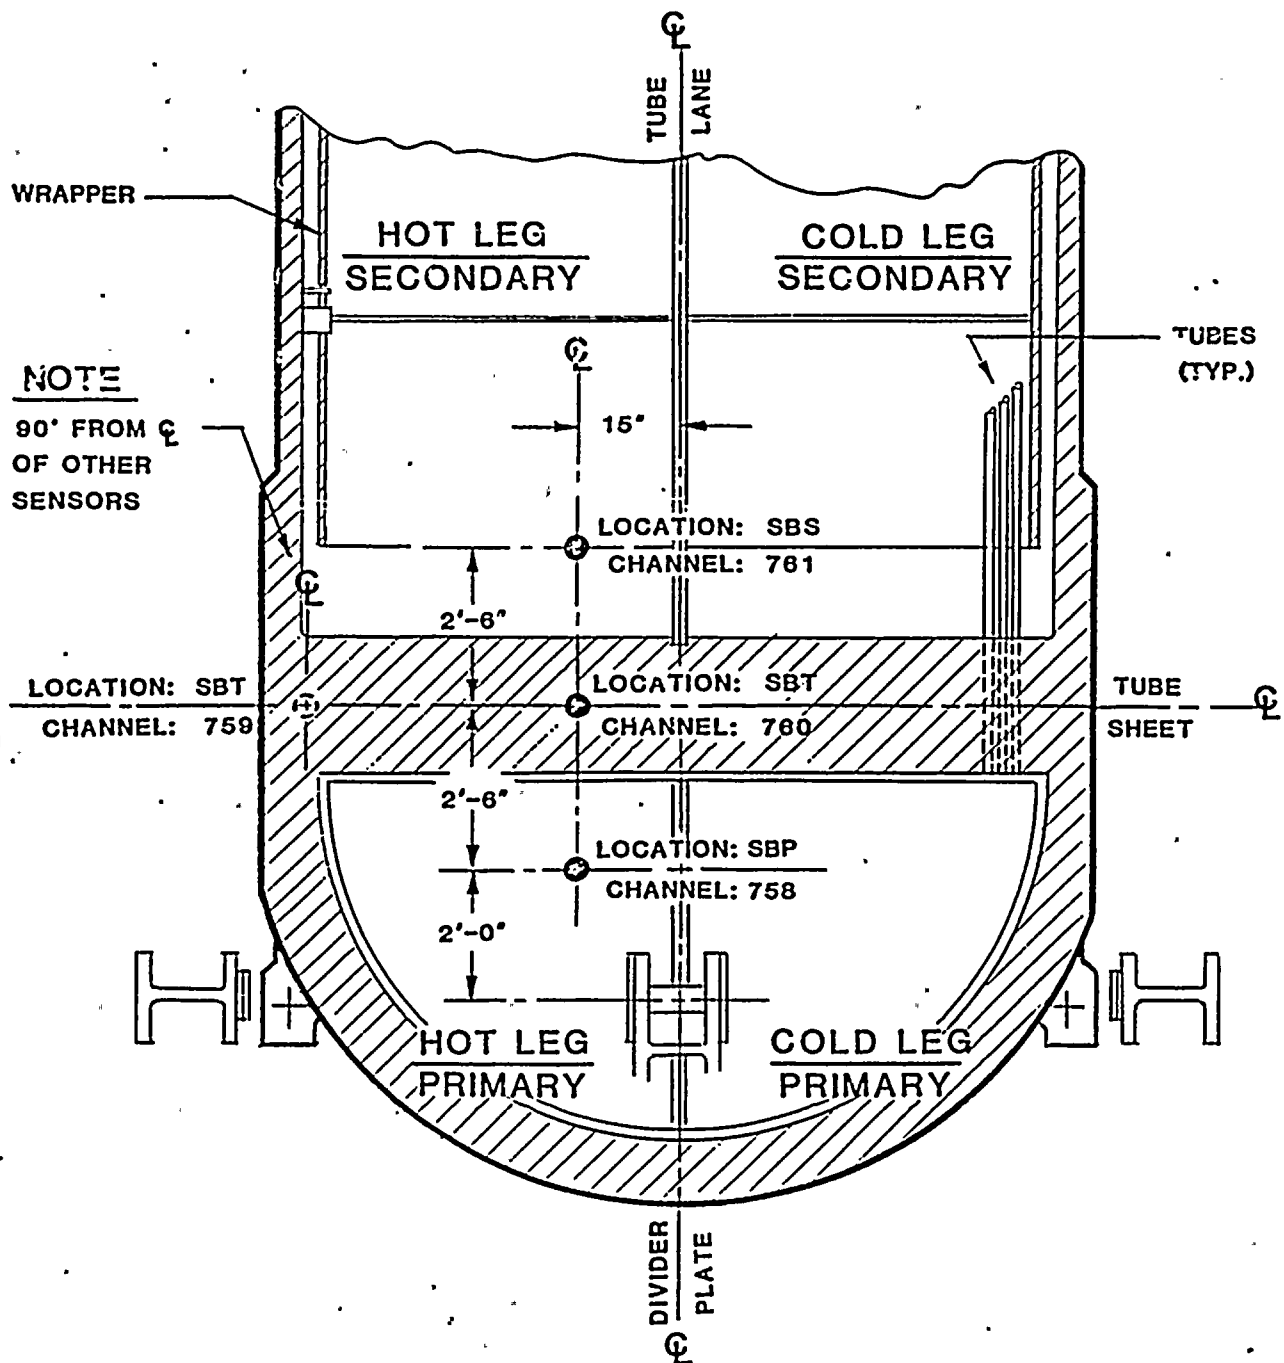 ℄
TUBE
LANE
WRAPPER
HOT LEG
SECONDARY
COLD LEG
SECONDARY
TUBES
(TYP.)
℄
NOTE
90° FROM ℄
OF OTHER
SENSORS
15"
LOCATION: SBS
CHANNEL: 761
℄
2'-6"
LOCATION: SBT
CHANNEL: 759
LOCATION: SBT
CHANNEL: 760
TUBE
SHEET
℄
2'-6"
LOCATION: SBP
CHANNEL: 758
2'-0"
HOT LEG
PRIMARY
COLD LEG
PRIMARY
DIVIDER
PLATE
℄